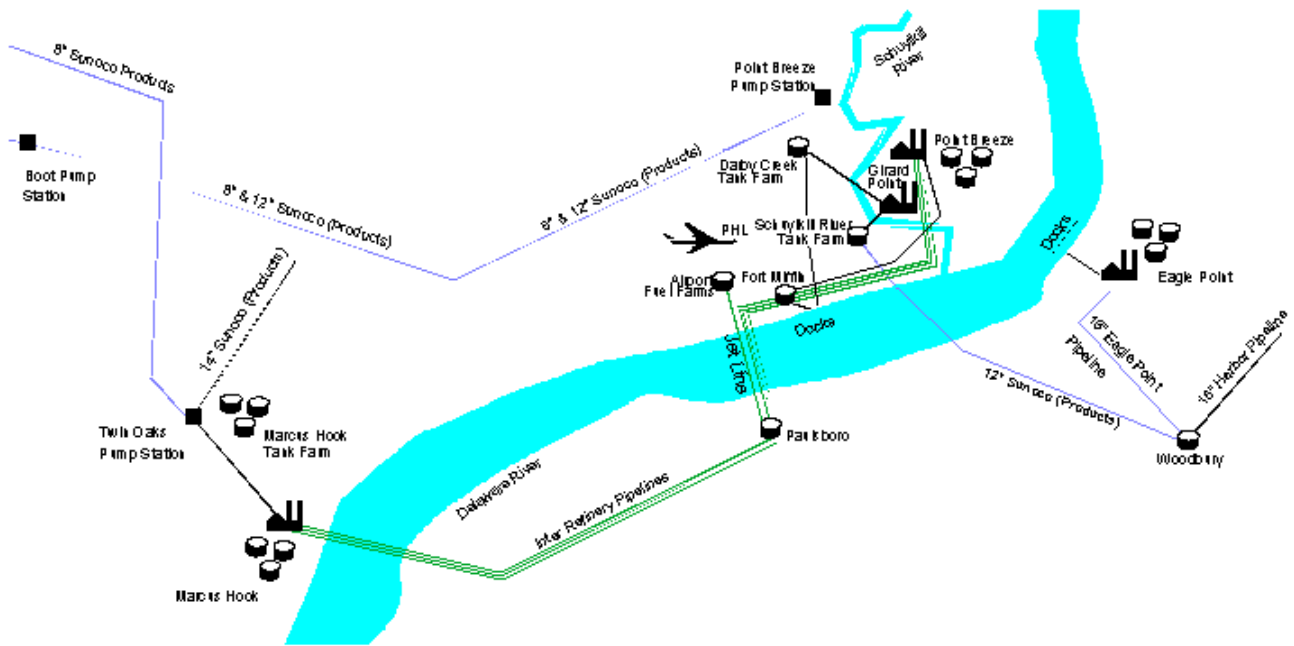 8" Sunoco Products
Schuylkill
River
Point Breeze
Pump Station
Boot Pump
Station
8" & 12" Sunoco (Products)
8" & 12" Sunoco (Products)
Darby Creek
Tank Farm
Girard
Point
Point Breeze
PHL
Schuylkill River
Tank Farm
Docks
Eagle Point
Airport
Fuel Farms
Fort Mifflin
Docks
Jet Line
14" Sunoco (Products)
16" Eagle Point
Pipeline
16" Harbor Pipeline
12" Sunoco (Products)
Twin Oaks
Pump Station
Marcus Hook
Tank Farm
Paulsboro
Woodbury
Delaware River
Inter Refinery Pipelines
Marcus Hook